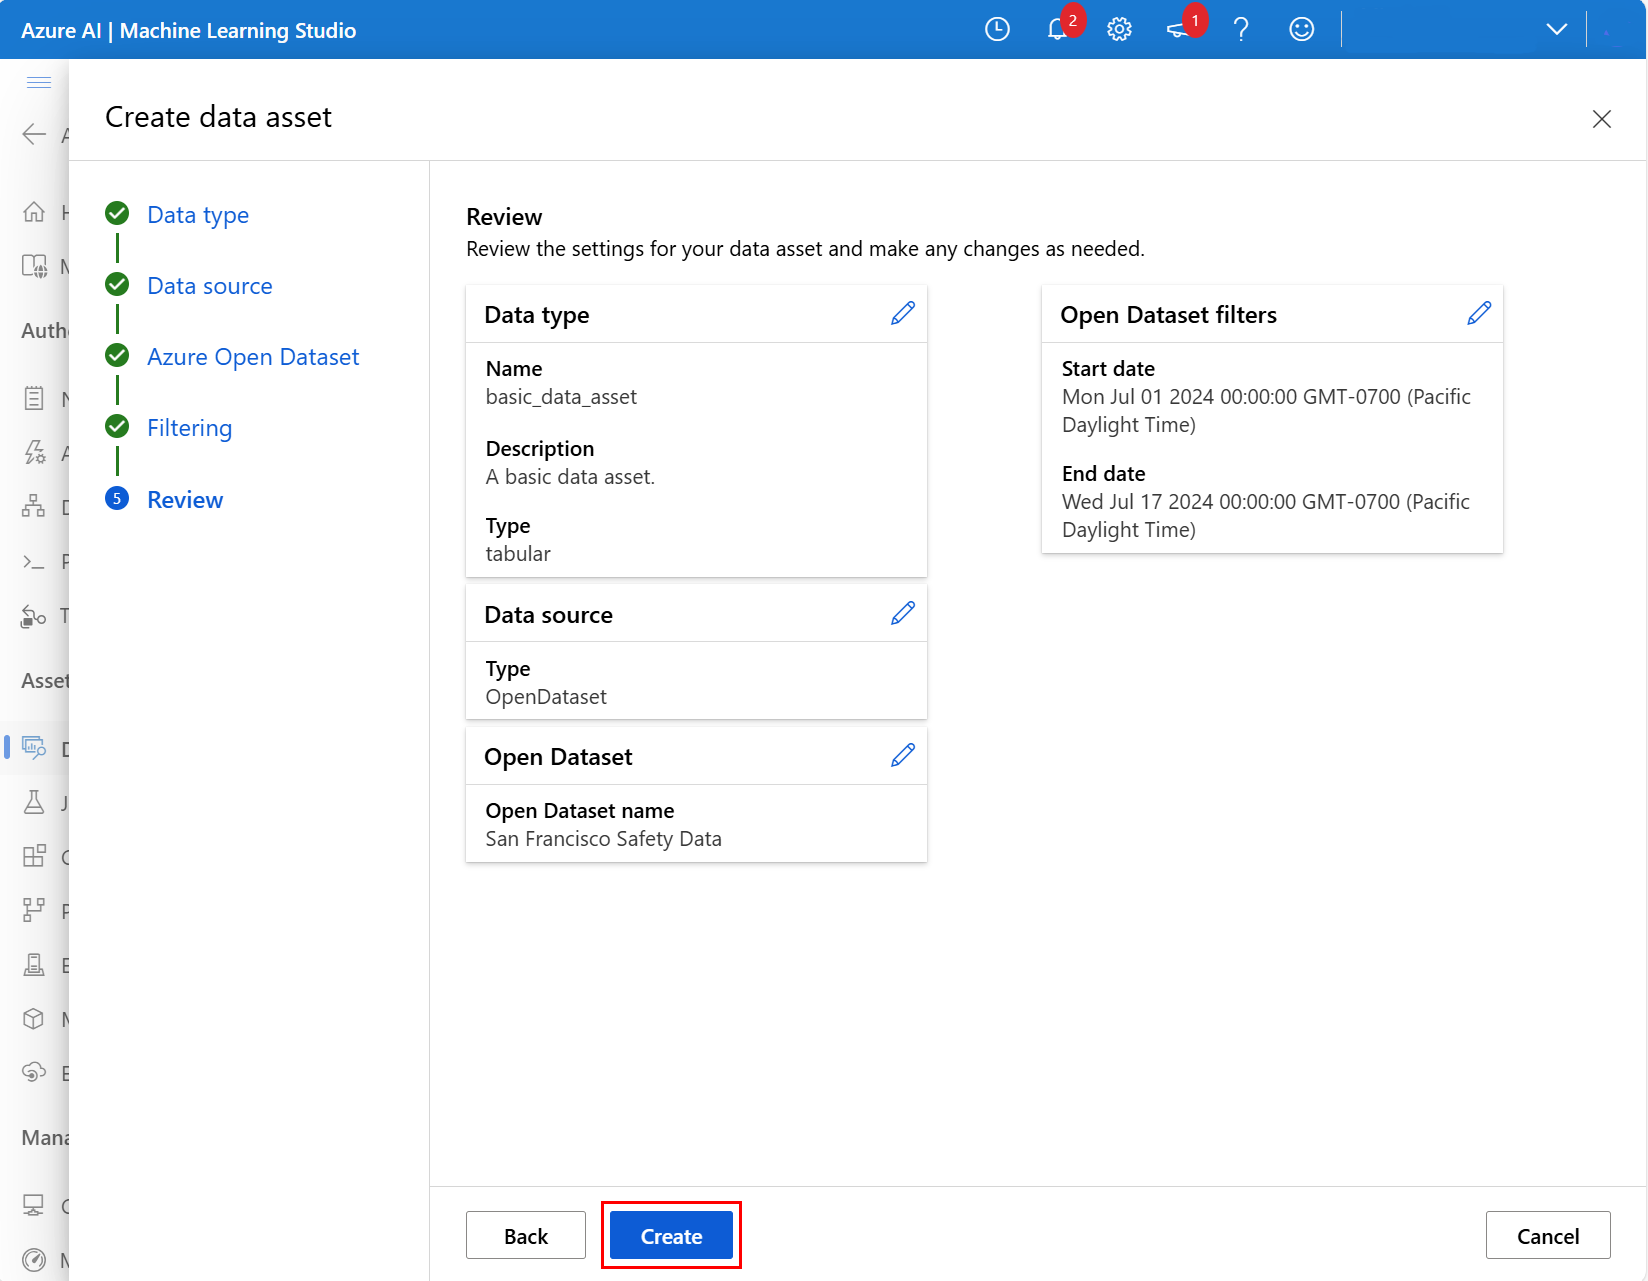 Azure AI | Machine Learning Studio
2
1
?
Create data asset
Data type
Data source
Azure Open Dataset
Filtering
5
Review
Review
Review the settings for your data asset and make any changes as needed.
Data type
Name
basic_data_asset
Description
A basic data asset.
Type
tabular
Data source
Type
OpenDataset
Open Dataset
Open Dataset name
San Francisco Safety Data
Open Dataset filters
Start date
Mon Jul 01 2024 00:00:00 GMT-0700 (Pacific
Daylight Time)
End date
Wed Jul 17 2024 00:00:00 GMT-0700 (Pacific
Daylight Time)
Back
Create
Cancel